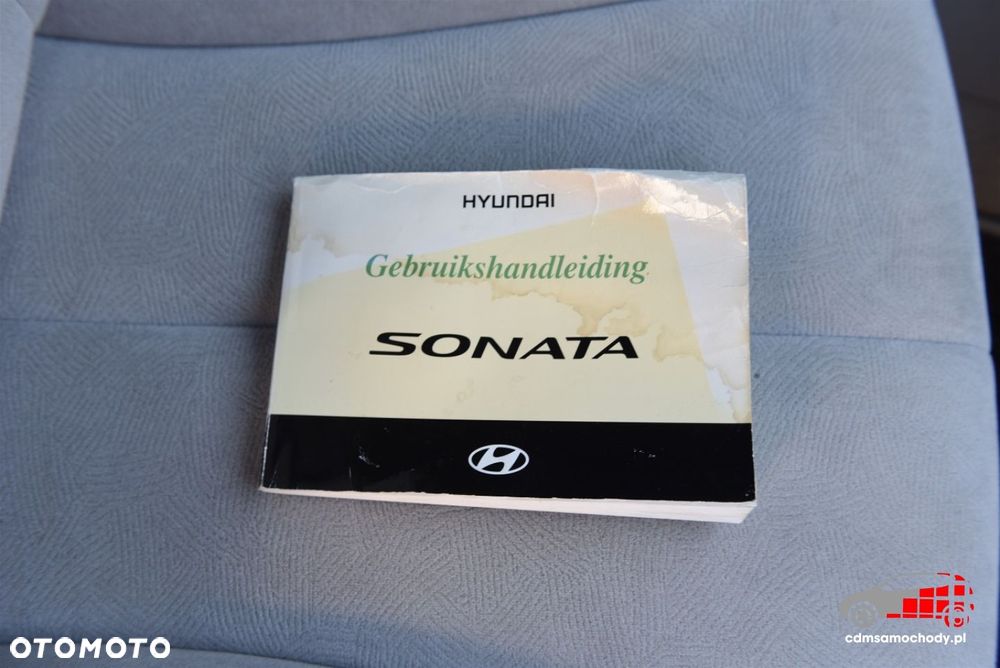 HYUNDAI
Gebruikshandleiding
SONATA
OTOMOTO
cdmsamochody.pl